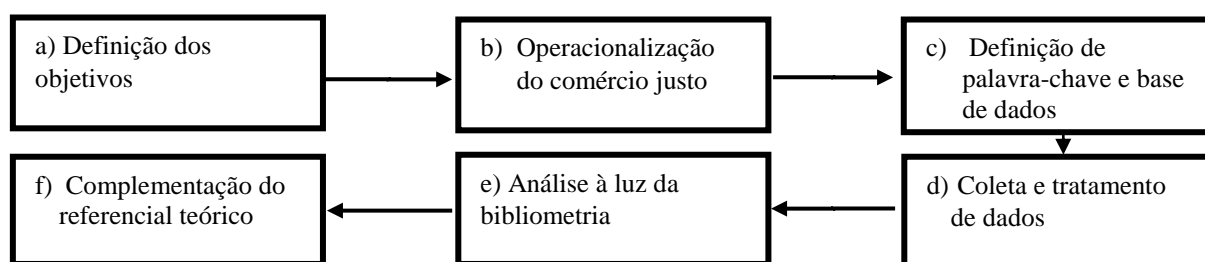 a) Definição dos
objetivos
b) Operacionalização
do comércio justo
c) Definição de
palavra-chave e base
de dados
d) Coleta e tratamento
de dados
e) Análise à luz da
bibliometria
f) Complementação do
referencial teórico